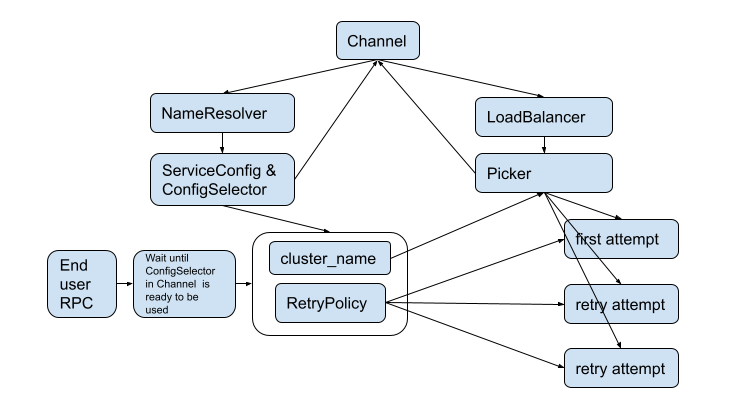 Channel
NameResolver
LoadBalancer
ServiceConfig &
ConfigSelector
Picker
first attempt
cluster_name
End
user
RPC
Wait until
ConfigSelector
in Channel is
ready to be
used
RetryPolicy
retry attempt
retry attempt